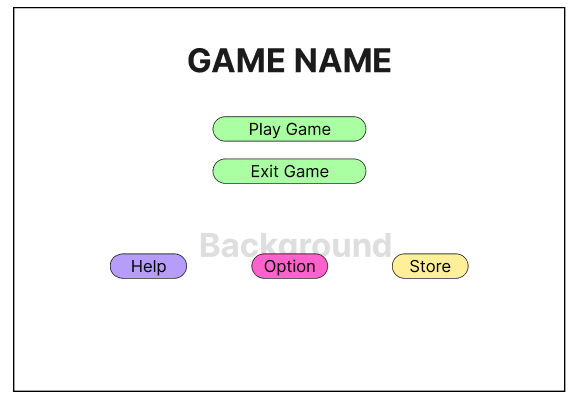 GAME NAME
Play Game
Exit Game
Background
Help Option Store